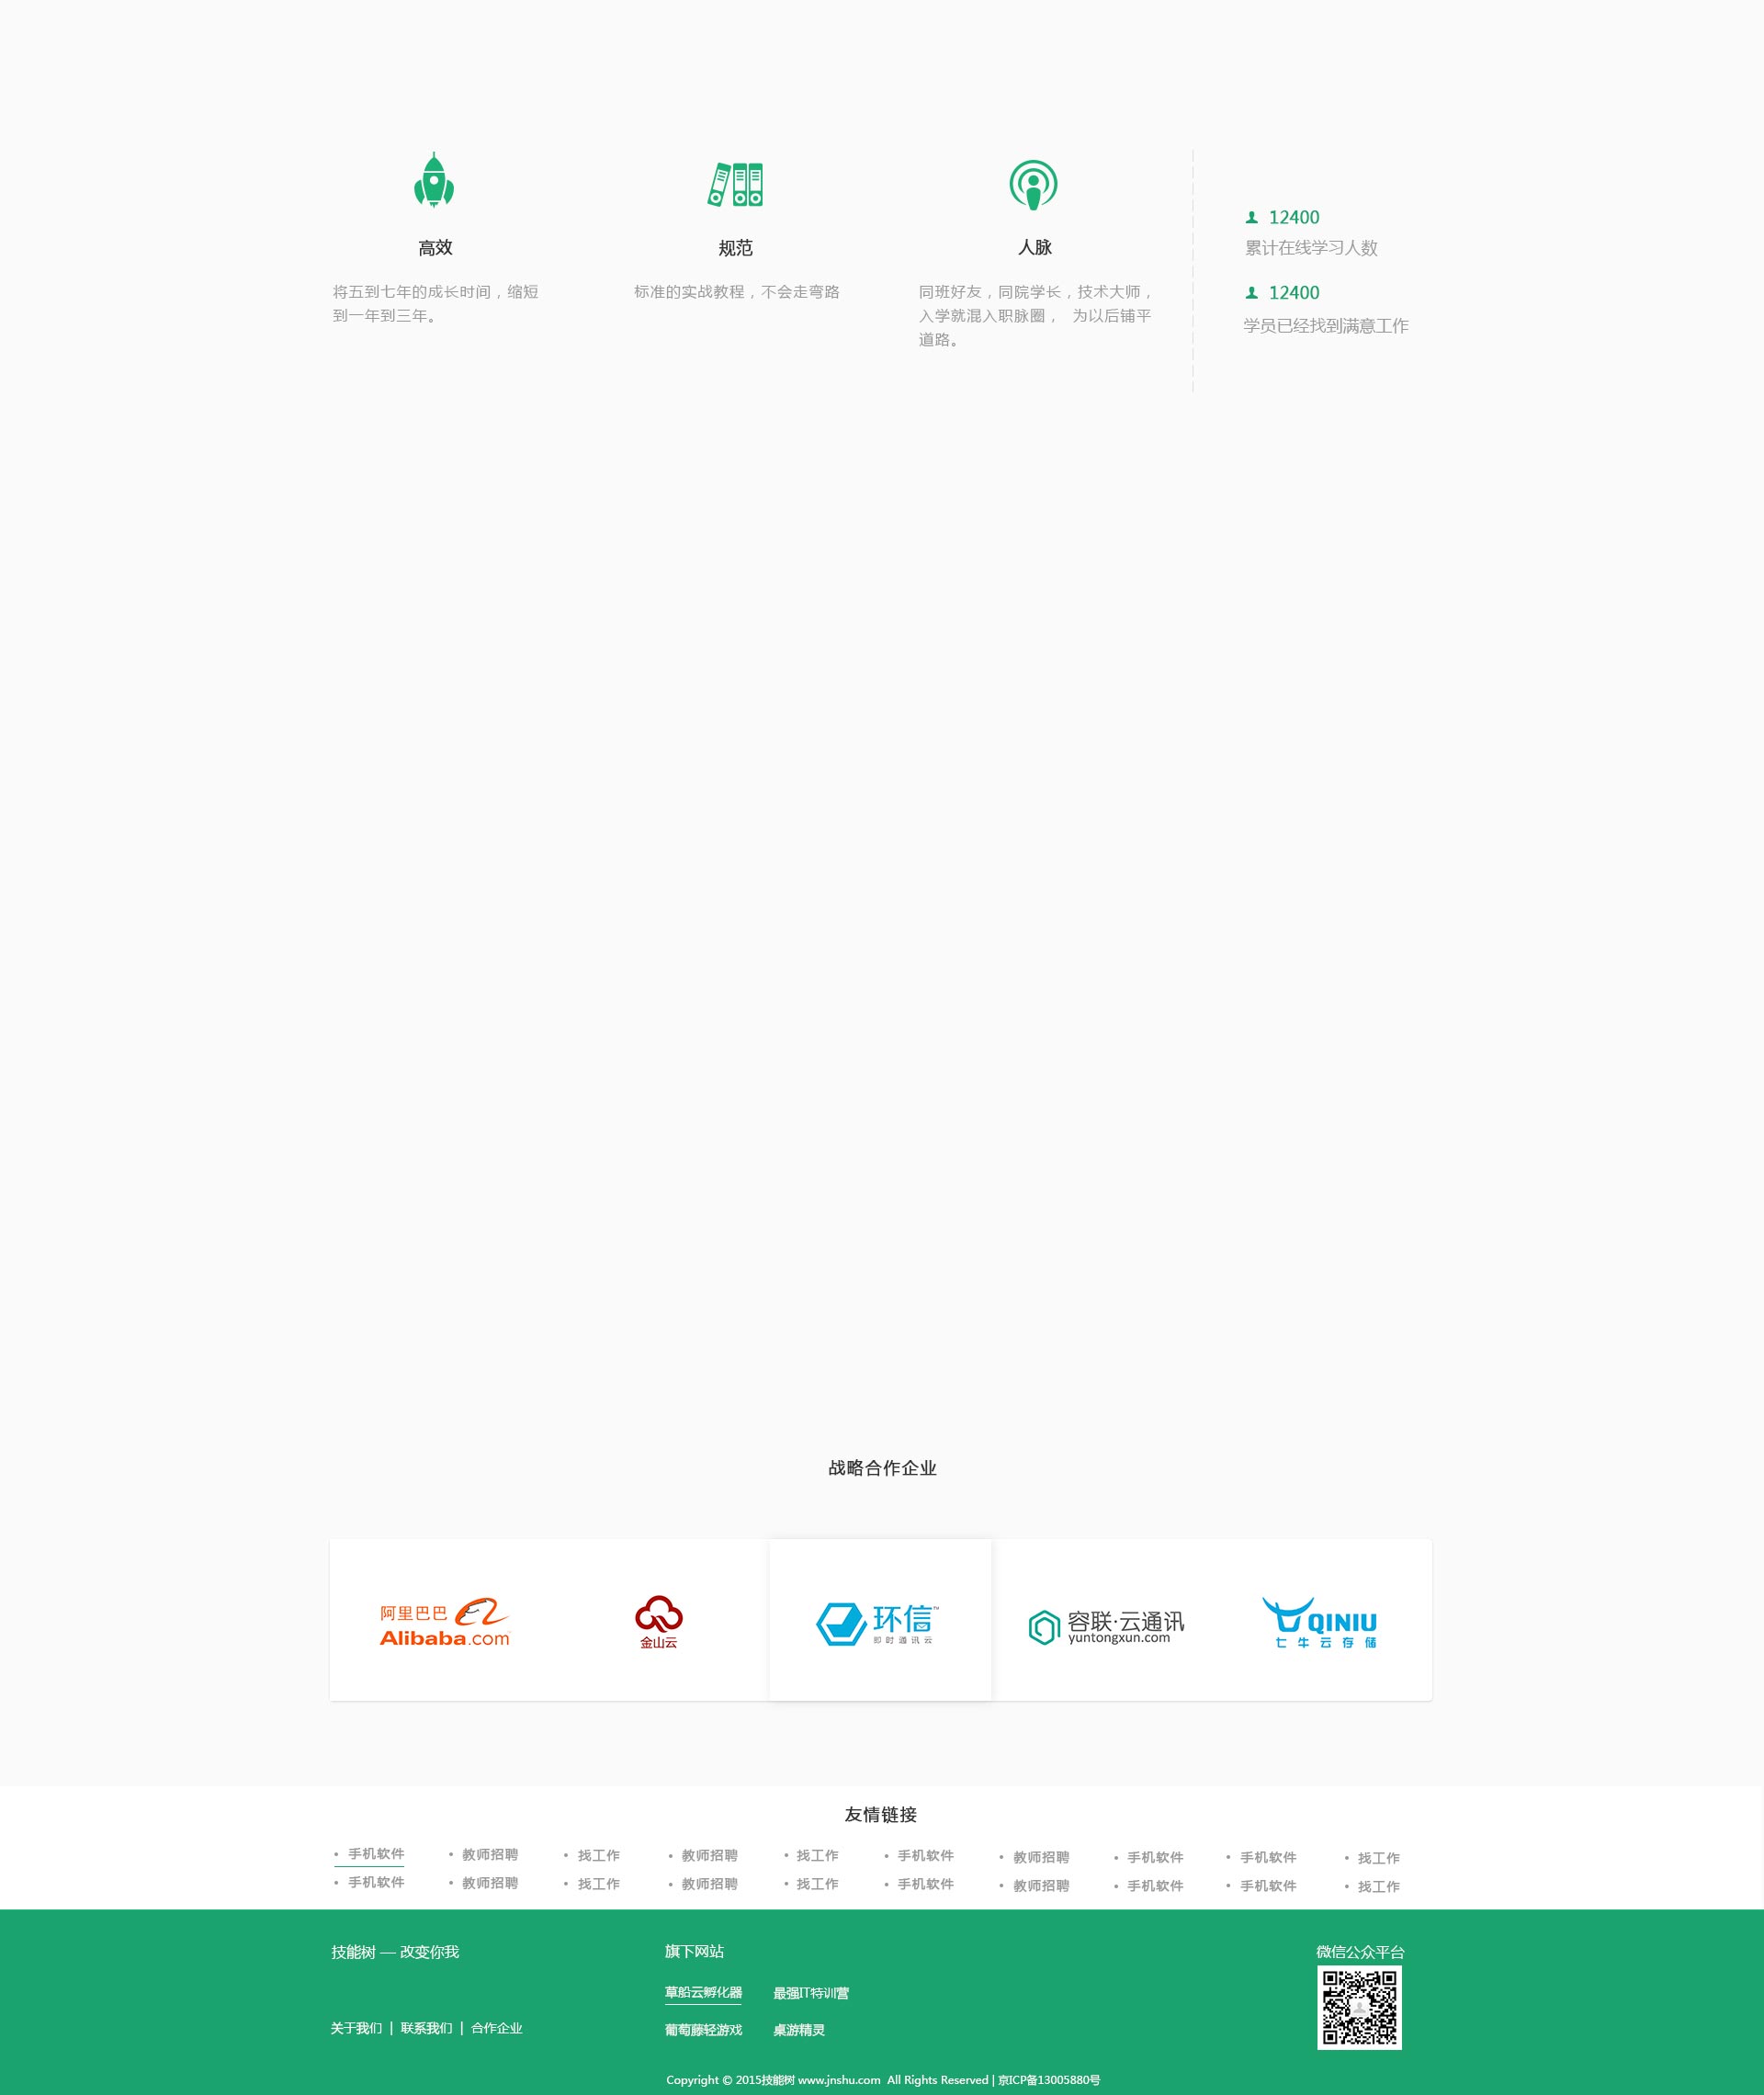 高效
将五到七年的成长时间，缩短
到一年到三年。
规范
标准的实战教程，不会走弯路
人脉
同班好友，同院学长，技术大师，
入学就混入职脉圈， 为以后铺平
道路。
12400
累计在线学习人数
12400
学员已经找到满意工作
战略合作企业
阿里巴巴
Alibaba.com
金山云
环信™
即时通讯云
容联·云通讯
yuntongxun.com
QINIU
七牛云存储
友情链接
• 手机软件 • 教师招聘 • 找工作 • 教师招聘 • 找工作 • 手机软件 • 教师招聘 • 手机软件 • 手机软件 • 找工作
• 手机软件 • 教师招聘 • 找工作 • 教师招聘 • 找工作 • 手机软件 • 教师招聘 • 手机软件 • 手机软件 • 找工作
技能树 — 改变你我
关于我们 | 联系我们 | 合作企业
旗下网站
草船云孵化器 最强IT特训营
葡萄藤轻游戏 桌游精灵
微信公众平台
Copyright © 2015技能树 www.jnshu.com All Rights Reserved | 京ICP备13005880号